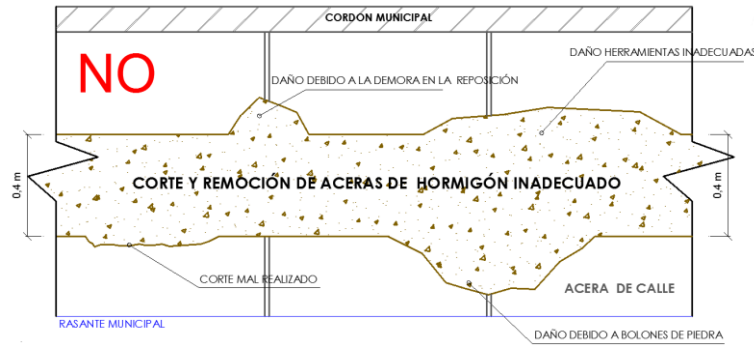 CORDÓN MUNICIPAL
NO
DAÑO HERRAMIENTAS INADECUADAS
DAÑO DEBIDO A LA DEMORA EN LA REPOSICIÓN
0,4 m
CORTE Y REMOCIÓN DE ACERAS DE HORMIGÓN INADECUADO
0,4 m
CORTE MAL REALIZADO
ACERA DE CALLE
RASANTE MUNICIPAL
DAÑO DEBIDO A BOLONES DE PIEDRA